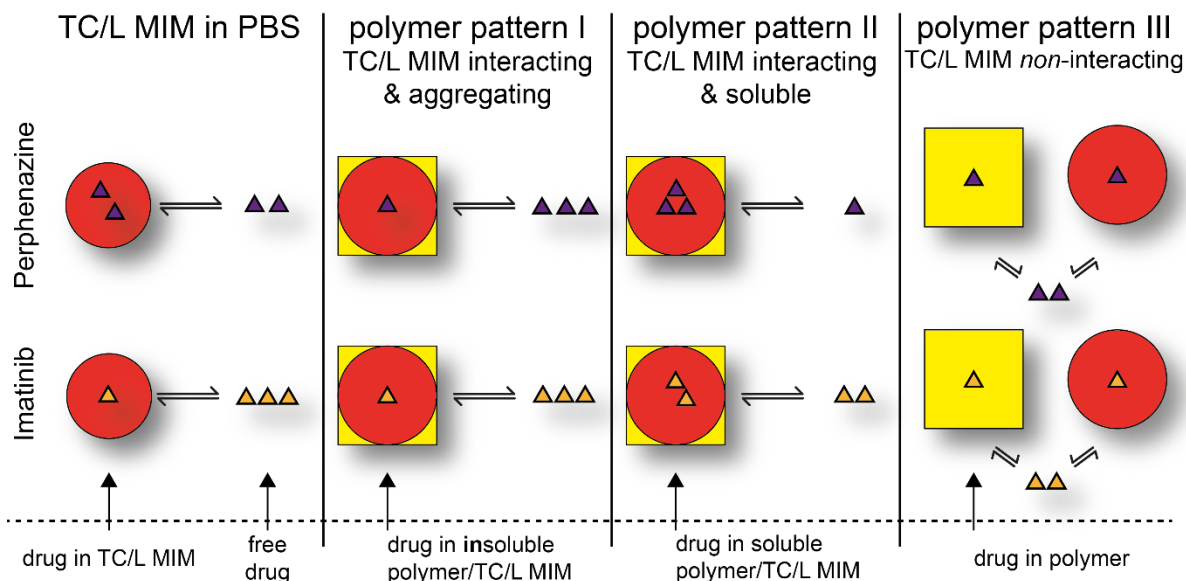 TC/L MIM in PBS
polymer pattern I
TC/L MIM interacting
& aggregating
polymer pattern II
TC/L MIM interacting
& soluble
polymer pattern III
TC/L MIM non-interacting
Perphenazine
Imatinib
drug in TC/L MIM
free
drug
drug in insoluble
polymer/TC/L MIM
drug in soluble
polymer/TC/L MIM
drug in polymer